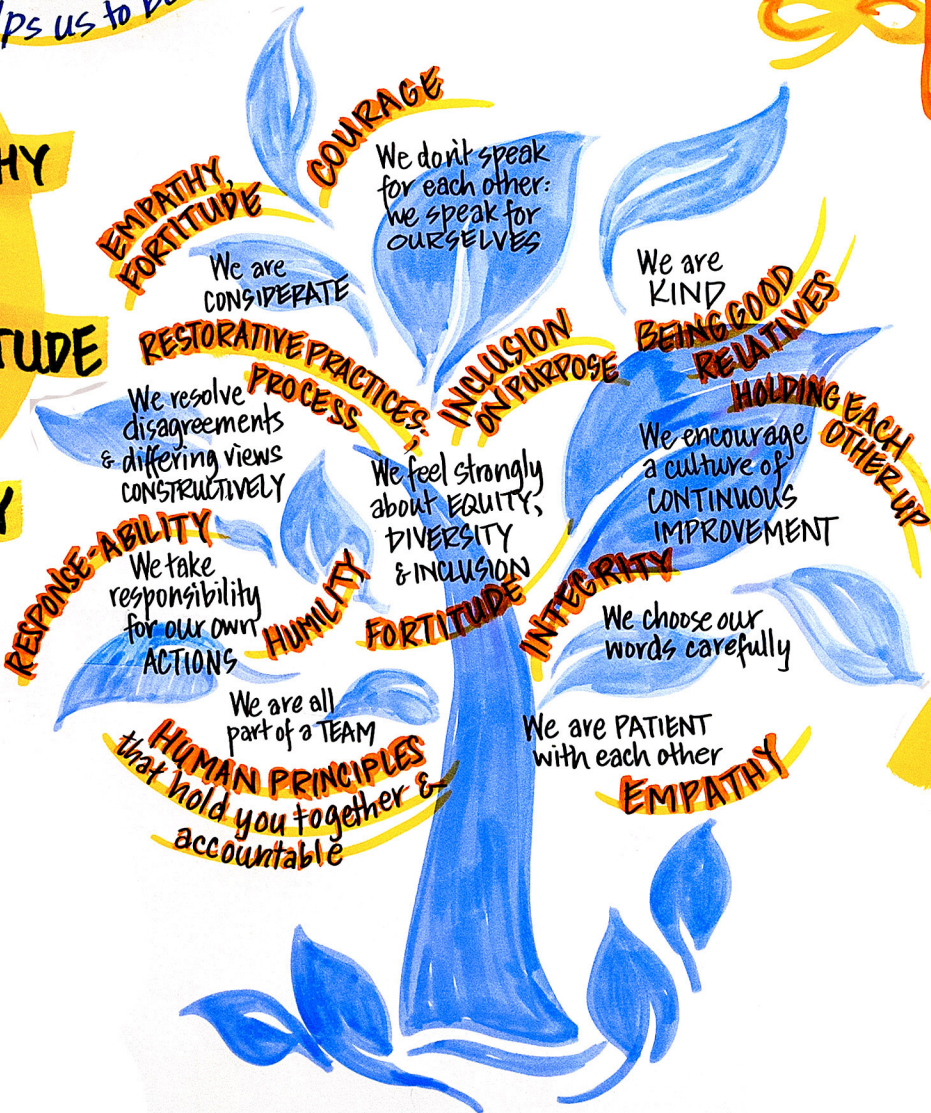 ps us to b
HY
TUDE
Y
COURAGE
We don't speak
for each other:
we speak for
OURSELVES
EMPATHY,
FORTITUDE
We are
CONSIDERATE
We are
KIND
BEING GOOD
RELATIVES
RESTORATIVE PRACTICES,
PROCESS
INCLUSION
ON PURPOSE
HOLDING EACH
OTHER UP
We resolve
disagreements
& differing views
CONSTRUCTIVELY
We feel strongly
about EQUITY,
DIVERSITY
& INCLUSION
We encourage
a culture of
CONTINUOUS
IMPROVEMENT
RESPONSE-ABILITY
We take
responsibility
for our own
ACTIONS
HUMILITY
FORTITUDE
INTEGRITY
We choose our
words carefully
We are all
part of a TEAM
We are PATIENT
with each other
EMPATHY
HUMAN PRINCIPLES
that hold you together &
accountable